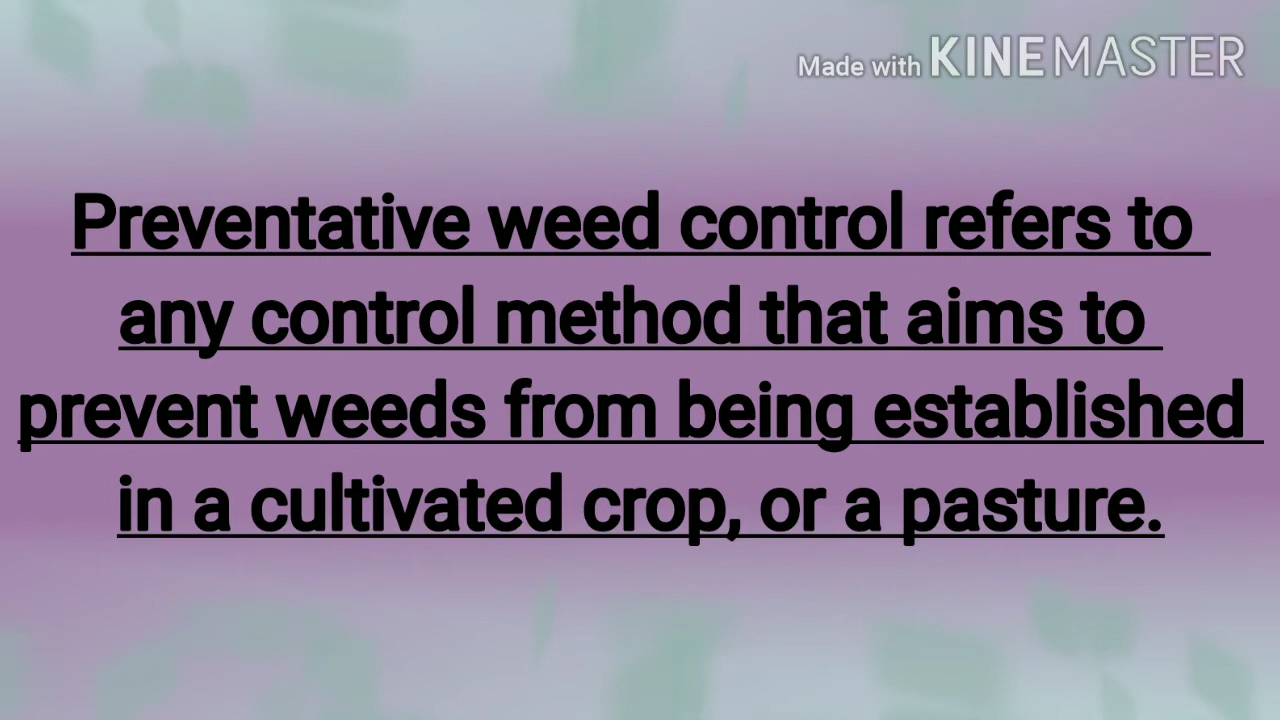 Made with KINEMASTER
Preventative weed control refers to
any control method that aims to
prevent weeds from being established
in a cultivated crop, or a pasture.